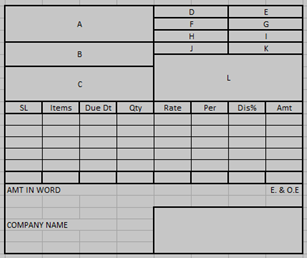 A
D E
F G
H I
B
J K
C
L
SL Items Due Dt Qty Rate Per Dis% Amt
AMT IN WORD E. & O.E
COMPANY NAME